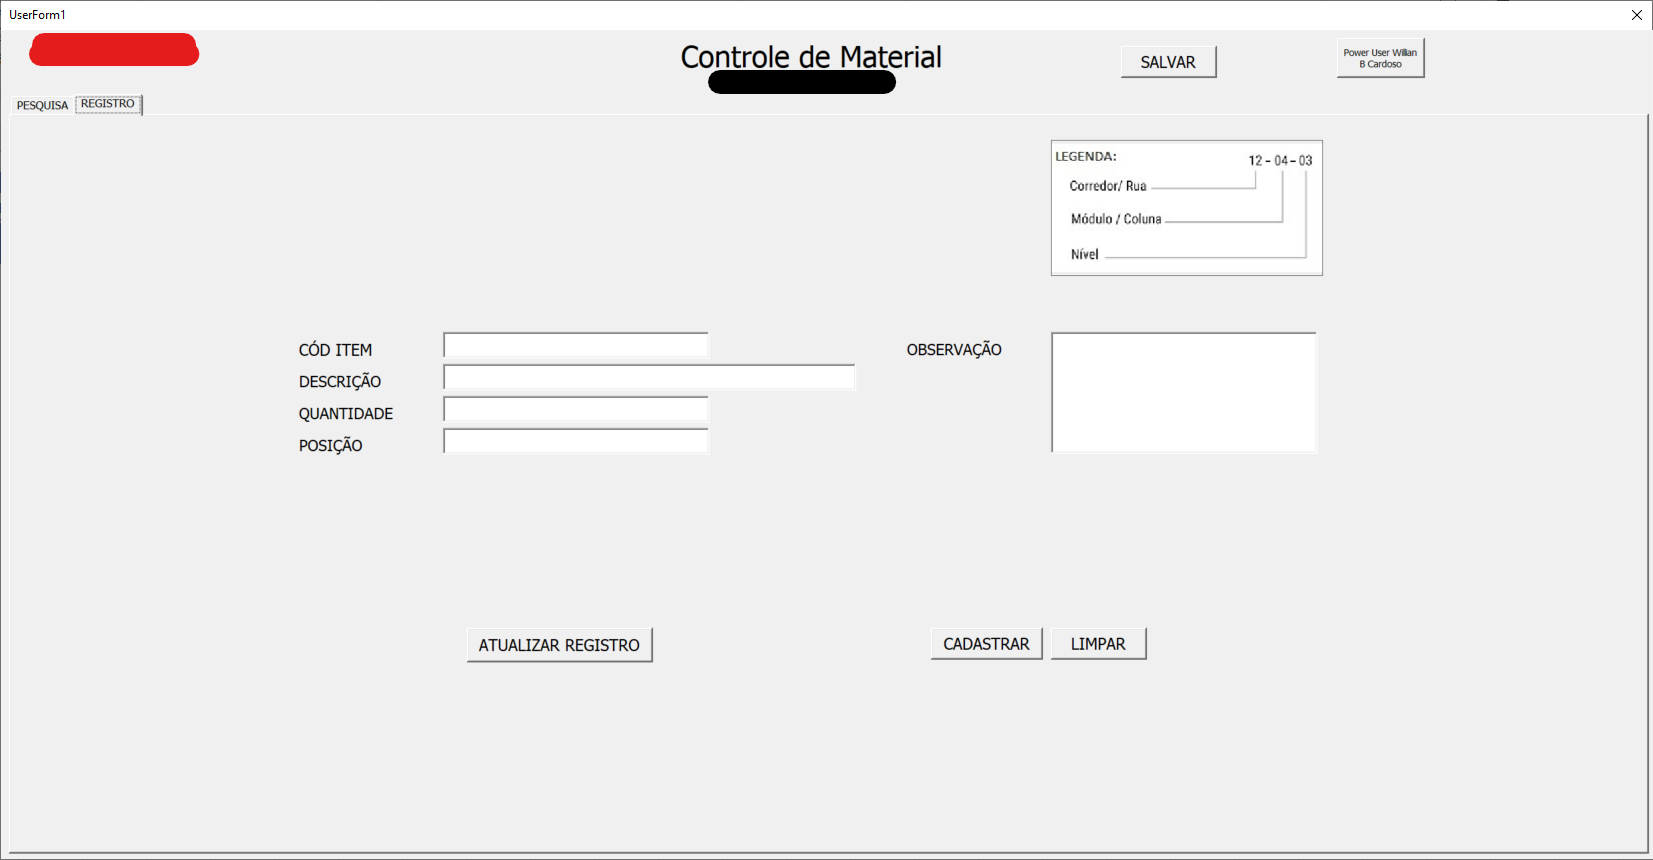 UserForm1
Controle de Material
SALVAR
Power User Willian
B Cardoso
PESQUISA
REGISTRO
LEGENDA:
12 - 04 - 03
Corredor/ Rua
Módulo / Coluna
Nível
CÓD ITEM
OBSERVAÇÃO
DESCRIÇÃO
QUANTIDADE
POSIÇÃO
ATUALIZAR REGISTRO
CADASTRAR
LIMPAR